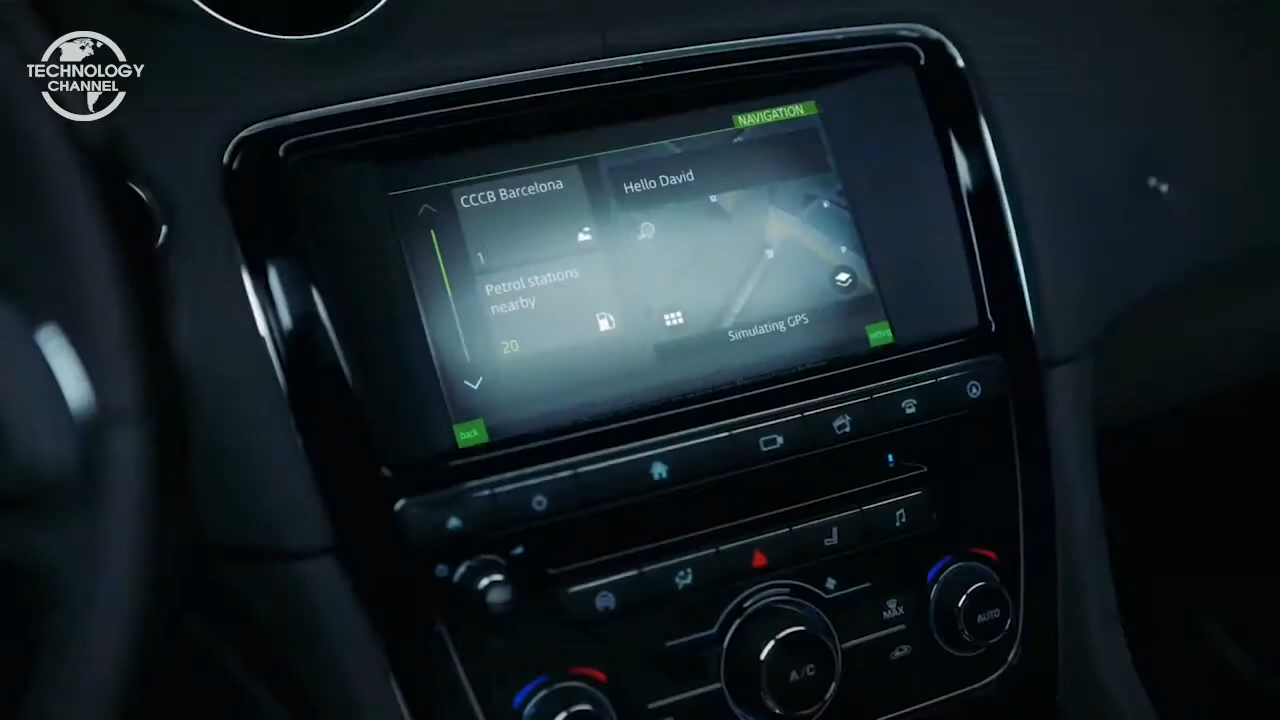 TECHNOLOGY
CHANNEL
NAVIGATION
CCCB Barcelona
Hello David
1
Petrol stations
nearby
20
Simulating GPS
back
MAX
AUTO
A/C